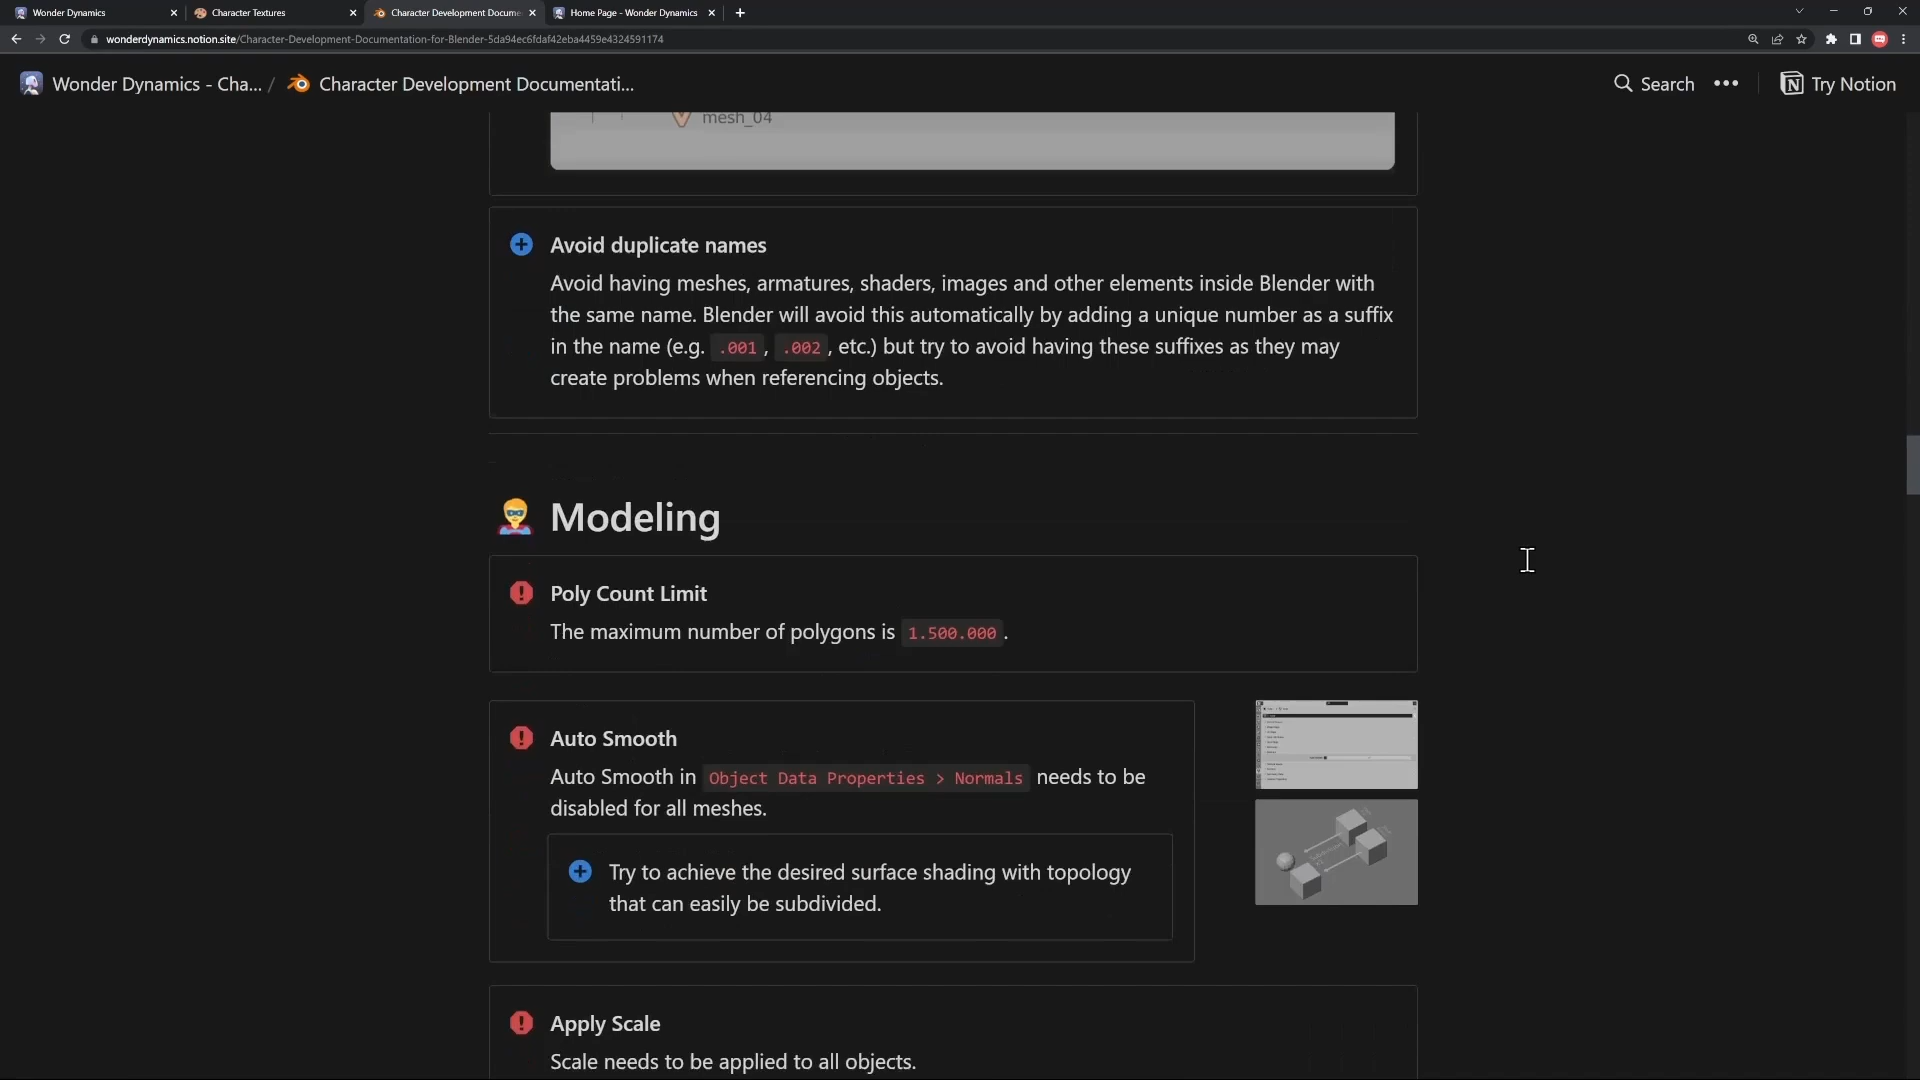 Wonder Dynamics
Character Textures
Character Development Docume
Home Page - Wonder Dynamics
wonderdynamics.notion.site/Character-Development-Documentation-for-Blender-5da94ec6fdaf42eba4459e4324591174
Wonder Dynamics - Cha... / Character Development Documentati...
Search
Try Notion
mesh_04
Avoid duplicate names
Avoid having meshes, armatures, shaders, images and other elements inside Blender with
the same name. Blender will avoid this automatically by adding a unique number as a suffix
in the name (e.g. .001 , .002 , etc.) but try to avoid having these suffixes as they may
create problems when referencing objects.
Modeling
Poly Count Limit
The maximum number of polygons is 1.500.000 .
Auto Smooth
Auto Smooth in Object Data Properties > Normals needs to be
disabled for all meshes.
Try to achieve the desired surface shading with topology
that can easily be subdivided.
Apply Scale
Scale needs to be applied to all objects.